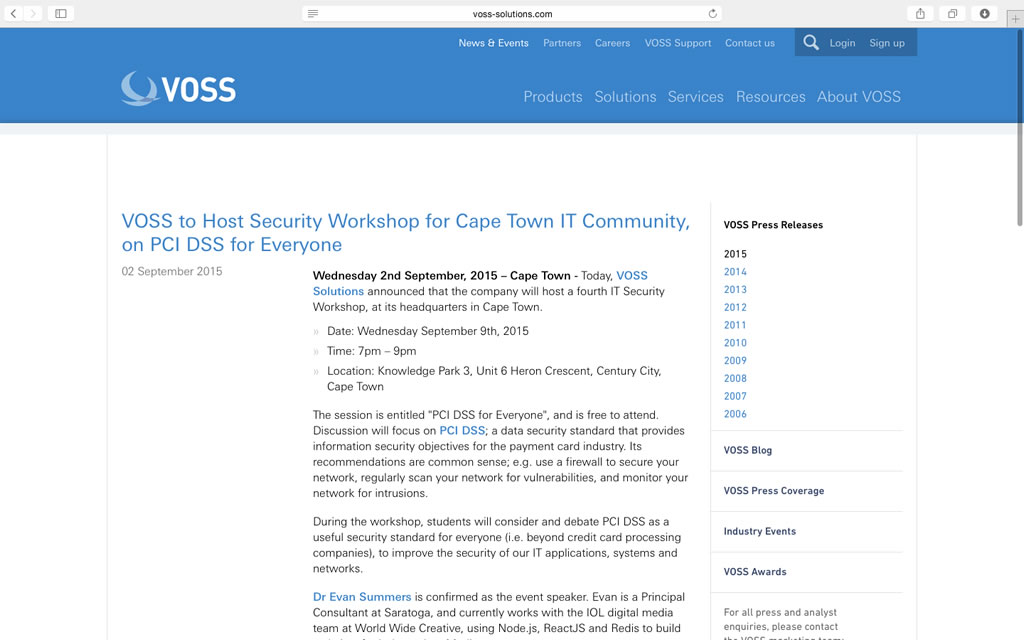 voss-solutions.com
News & Events Partners Careers VOSS Support Contact us Login Sign up
VOSS
Products Solutions Services Resources About VOSS
VOSS to Host Security Workshop for Cape Town IT Community,
on PCI DSS for Everyone
02 September 2015
Wednesday 2nd September, 2015 – Cape Town - Today, VOSS
Solutions announced that the company will host a fourth IT Security
Workshop, at its headquarters in Cape Town.
» Date: Wednesday September 9th, 2015
» Time: 7pm – 9pm
» Location: Knowledge Park 3, Unit 6 Heron Crescent, Century City,
Cape Town
The session is entitled "PCI DSS for Everyone", and is free to attend.
Discussion will focus on PCI DSS; a data security standard that provides
information security objectives for the payment card industry. Its
recommendations are common sense; e.g. use a firewall to secure your
network, regularly scan your network for vulnerabilities, and monitor your
network for intrusions.
During the workshop, students will consider and debate PCI DSS as a
useful security standard for everyone (i.e. beyond credit card processing
companies), to improve the security of our IT applications, systems and
networks.
Dr Evan Summers is confirmed as the event speaker. Evan is a Principal
Consultant at Saratoga, and currently works with the IOL digital media
team at World Wide Creative, using Node.js, ReactJS and Redis to build
VOSS Press Releases
2015
2014
2013
2012
2011
2010
2009
2008
2007
2006
VOSS Blog
VOSS Press Coverage
Industry Events
VOSS Awards
For all press and analyst
enquiries, please contact
the VOSS marketing team: